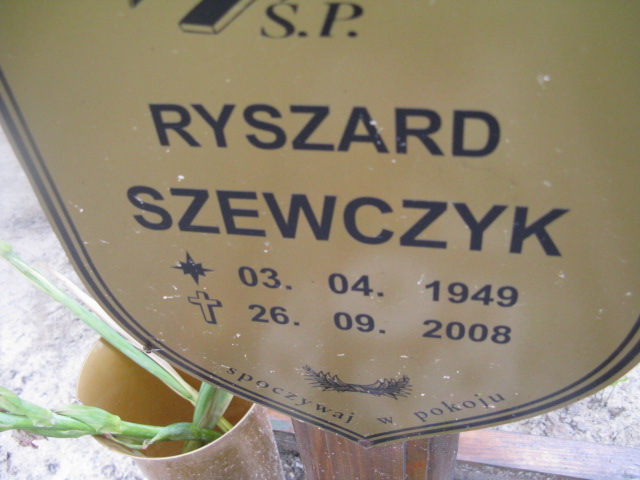 Ś.P.
RYSZARD
SZEWCZYK
03. 04. 1949
26. 09. 2008
spoczywaj w pokoju